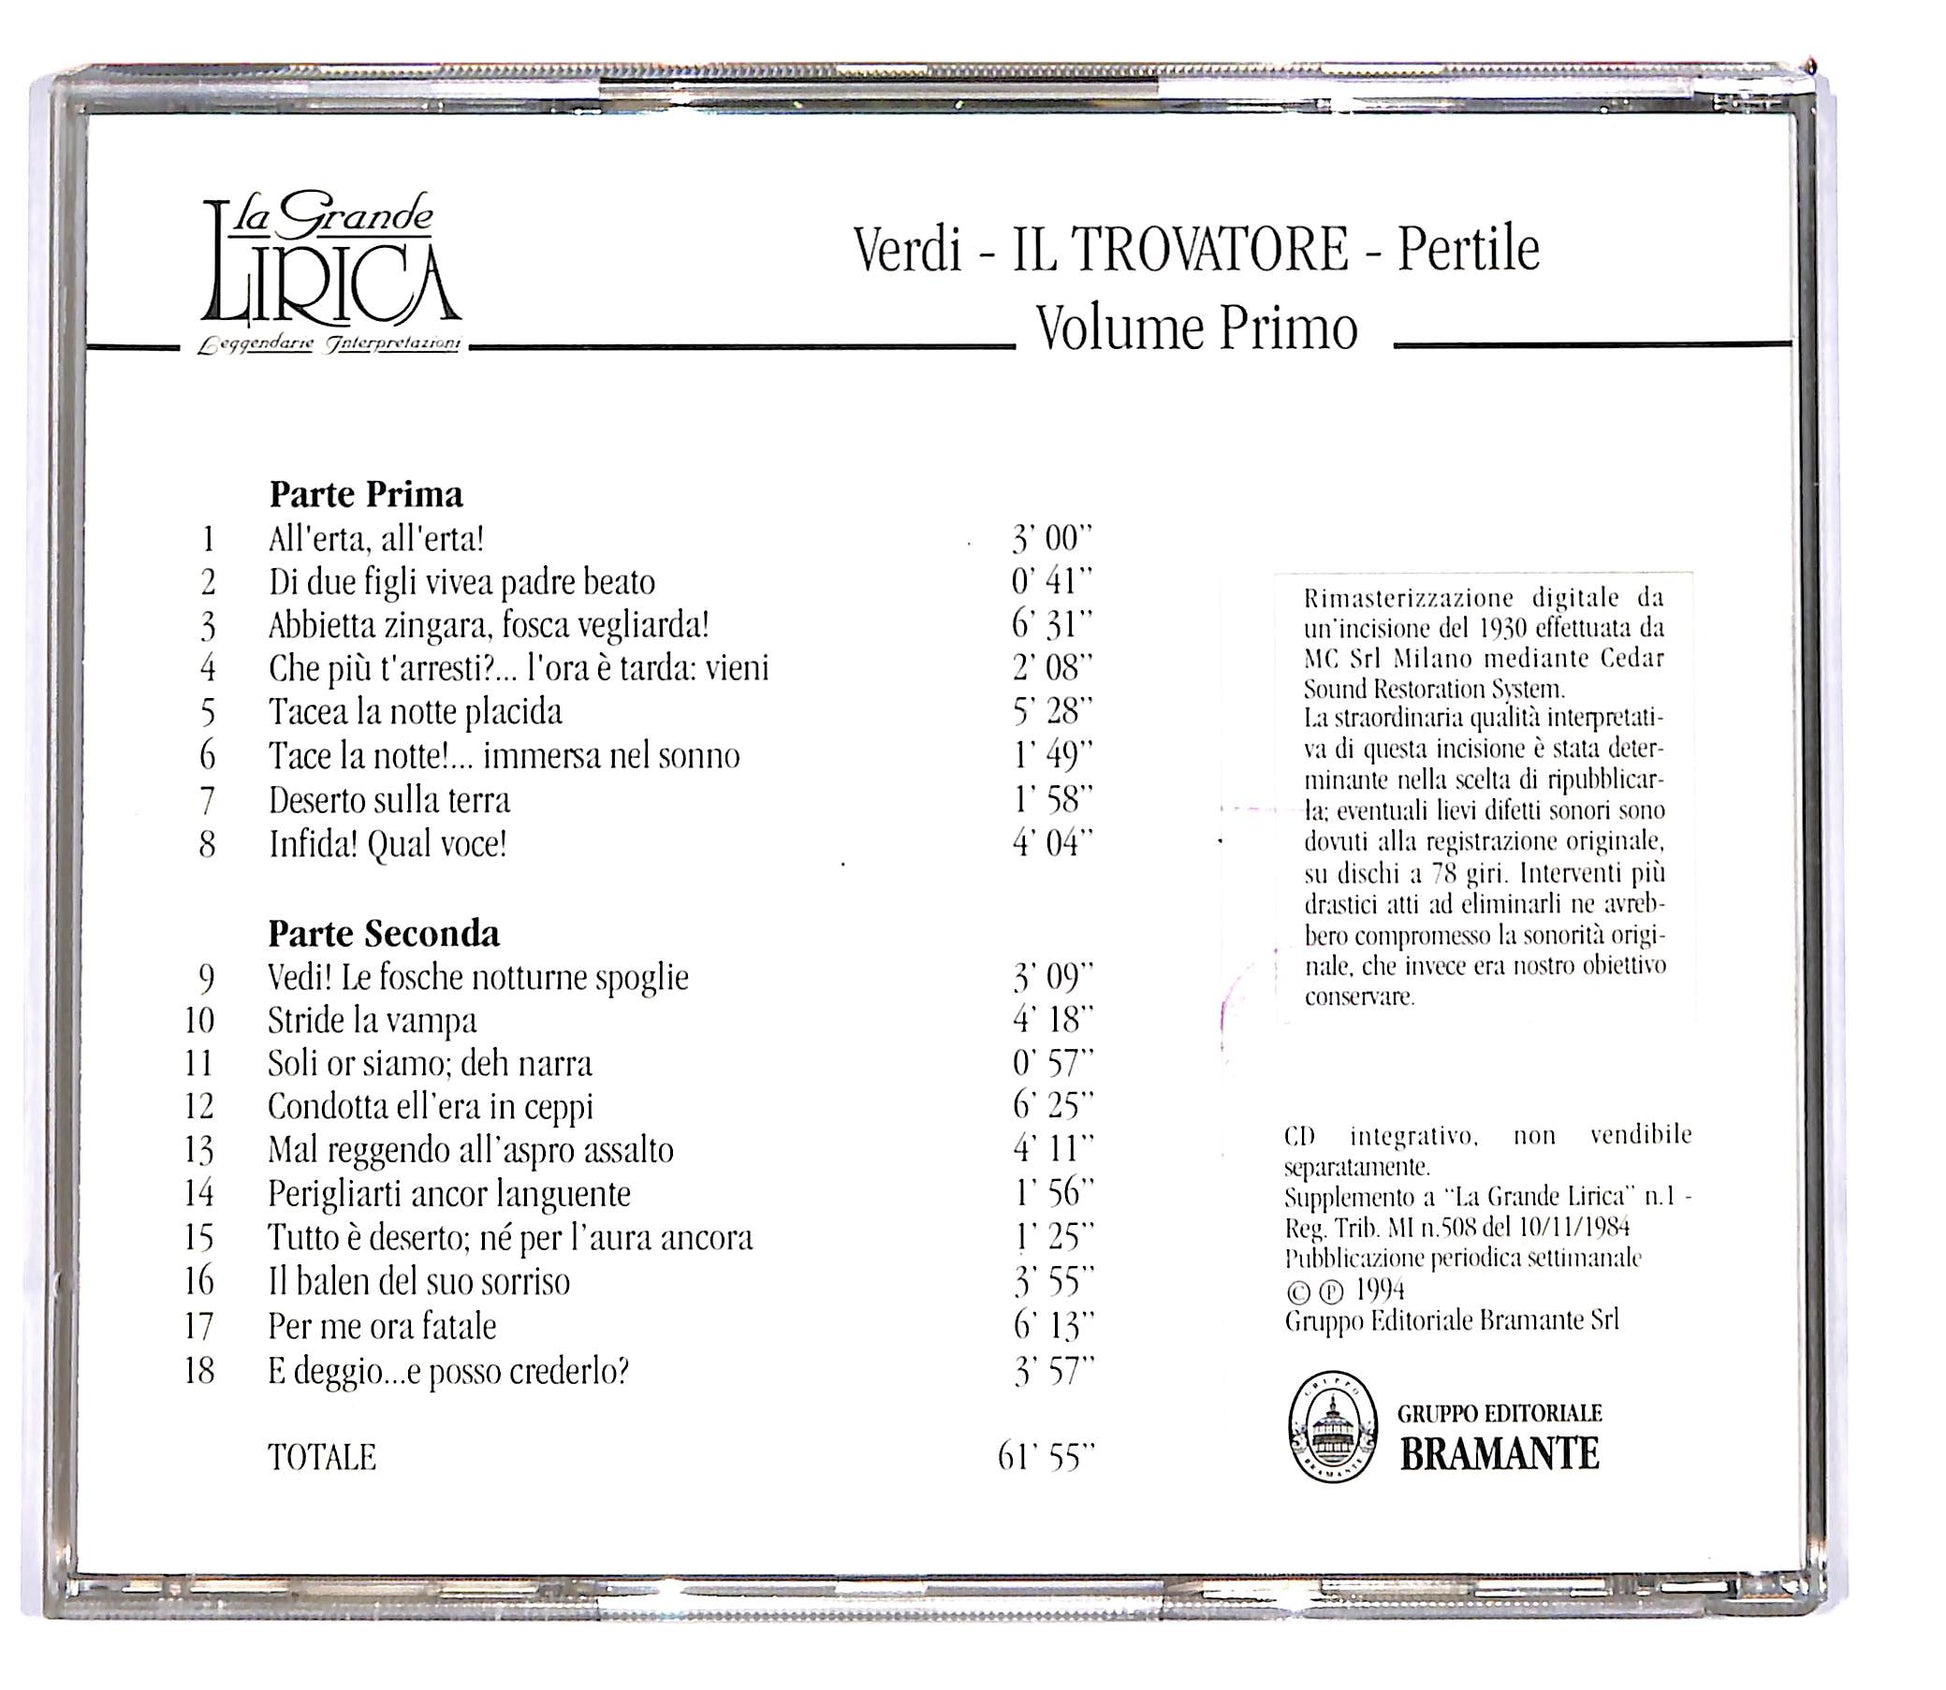 la Grande
LIRICA
Leggendarie Interpretazioni
Verdi - IL TROVATORE - Pertile
Volume Primo
Parte Prima
1 All'erta, all'erta! 3' 00"
2 Di due figli vivea padre beato 0' 41"
3 Abbietta zingara, fosca vegliarda! 6' 31"
4 Che più t'arresti?... l'ora è tarda: vieni 2' 08"
5 Tacea la notte placida 5' 28"
6 Tace la notte!... immersa nel sonno 1' 49"
7 Deserto sulla terra 1' 58"
8 Infida! Qual voce! 4' 04"
Parte Seconda
9 Vedi! Le fosche notturne spoglie 3' 09"
10 Stride la vampa 4' 18"
11 Soli or siamo; deh narra 0' 57"
12 Condotta ell'era in ceppi 6' 25"
13 Mal reggendo all'aspro assalto 4' 11"
14 Perigliarti ancor languente 1' 56"
15 Tutto è deserto; né per l'aura ancora 1' 25"
16 Il balen del suo sorriso 3' 55"
17 Per me ora fatale 6' 13"
18 E deggio...e posso crederlo? 3' 57"
TOTALE 61' 55"
Rimasterizzazione digitale da
un'incisione del 1930 effettuata da
MC Srl Milano mediante Cedar
Sound Restoration System.
La straordinaria qualità interpretati-
va di questa incisione è stata deter-
minante nella scelta di ripubblicar-
la; eventuali lievi difetti sonori sono
dovuti alla registrazione originale,
su dischi a 78 giri. Interventi più
drastici atti ad eliminarli ne avreb-
bero compromesso la sonorità origi-
nale, che invece era nostro obiettivo
conservare.
CD integrativo, non vendibile
separatamente.
Supplemento a "La Grande Lirica" n.1 -
Reg. Trib. MI n.508 del 10/11/1984
Pubblicazione periodica settimanale
© ℗ 1994
Gruppo Editoriale Bramante Srl
GRUPPO
BRAMANTE
GRUPPO EDITORIALE
BRAMANTE